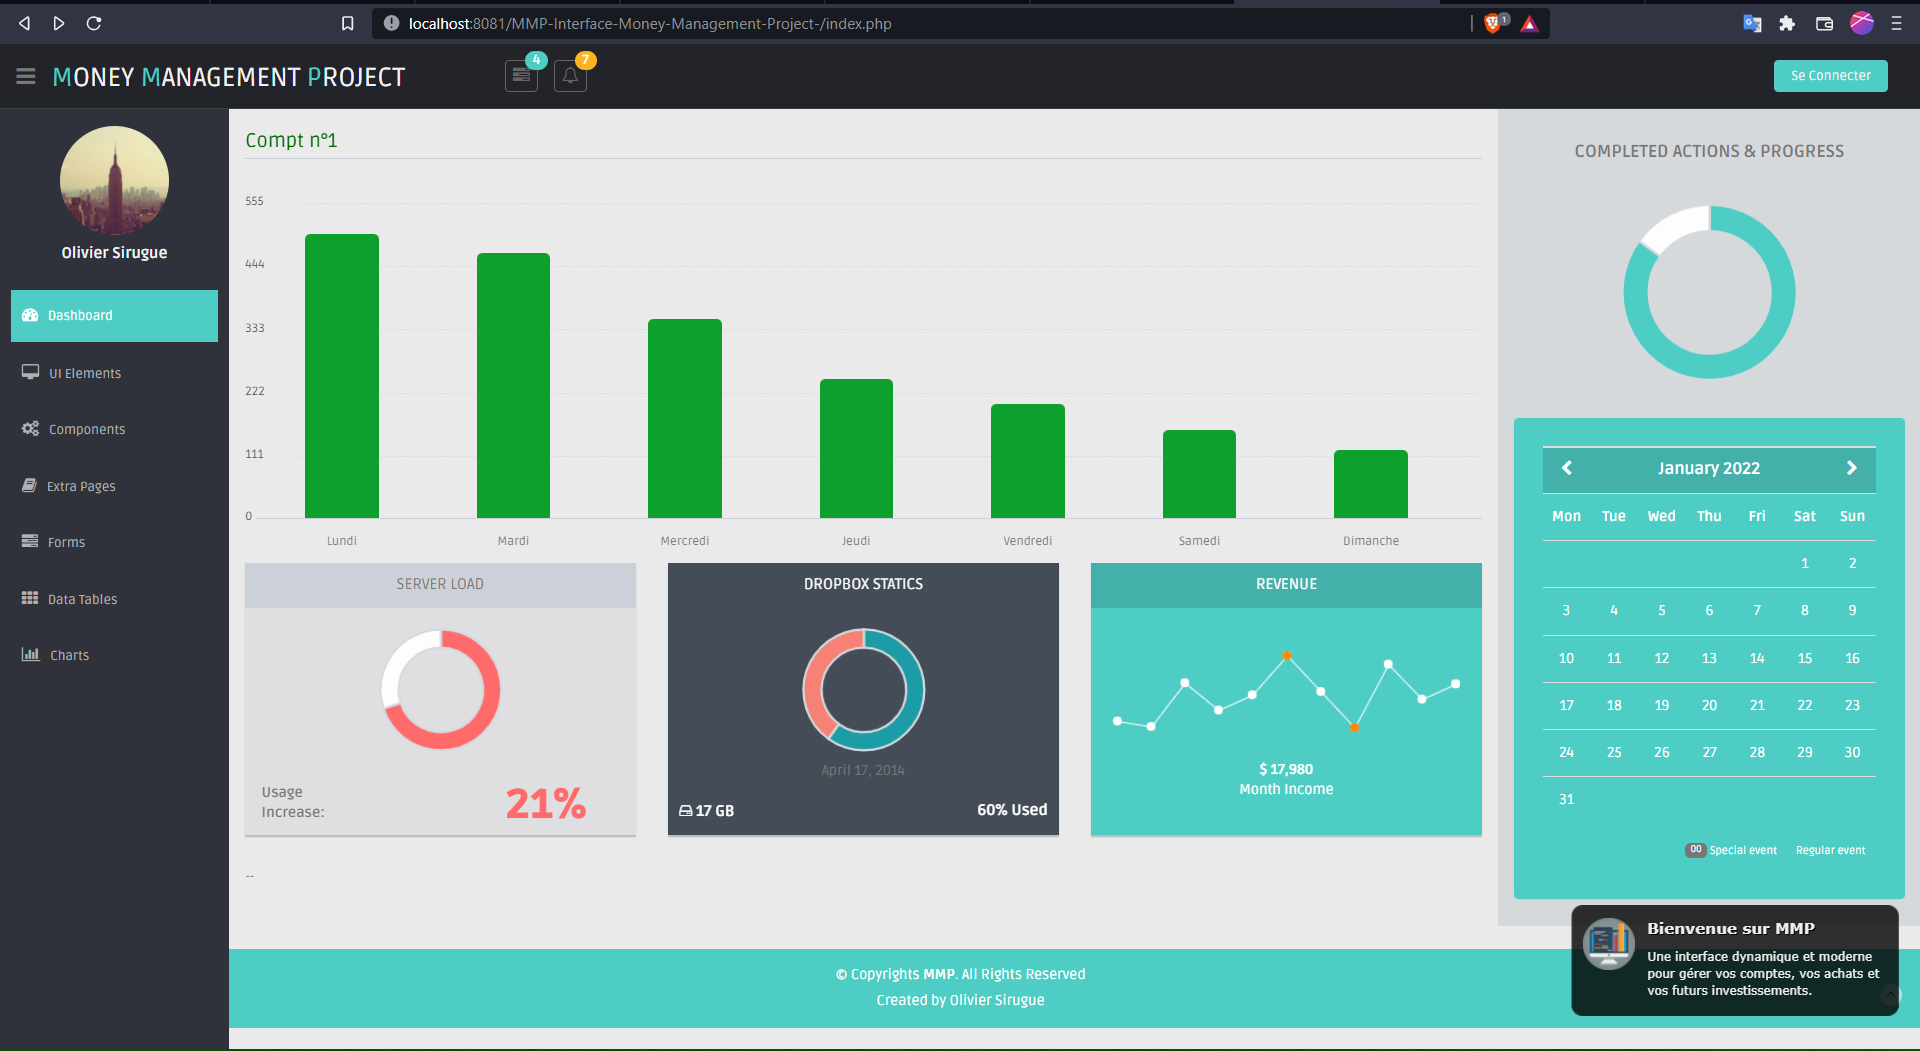 localhost:8081/MMP-Interface-Money-Management-Project-/index.php
1
MONEY MANAGEMENT PROJECT
4
7
Se Connecter
Olivier Sirugue
Dashboard
UI Elements
Components
Extra Pages
Forms
Data Tables
Charts
Compt n°1
555
444
333
222
111
0
Lundi Mardi Mercredi Jeudi Vendredi Samedi Dimanche
SERVER LOAD
Usage
Increase:
21%
DROPBOX STATICS
April 17, 2014
17 GB
60% Used
REVENUE
$ 17,980
Month Income
--
COMPLETED ACTIONS & PROGRESS
January 2022
Mon Tue Wed Thu Fri Sat Sun
1 2
3 4 5 6 7 8 9
10 11 12 13 14 15 16
17 18 19 20 21 22 23
24 25 26 27 28 29 30
31
00 Special event Regular event
Bienvenue sur MMP
Une interface dynamique et moderne
pour gérer vos comptes, vos achats et
vos futurs investissements.
© Copyrights MMP. All Rights Reserved
Created by Olivier Sirugue